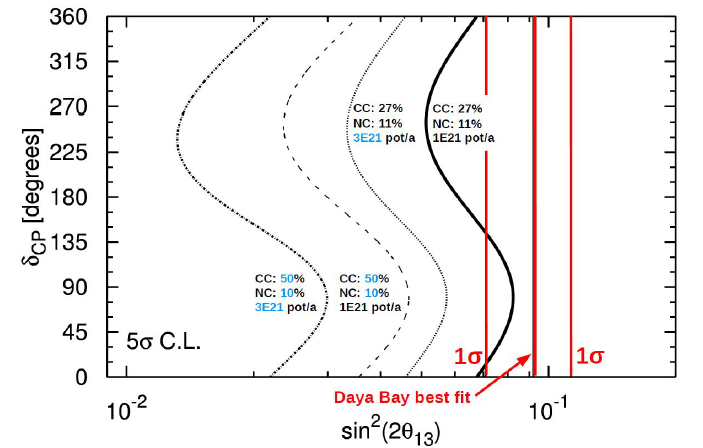 360
315
270
225
180
135
90
45
0
δCP [degrees]
CC: 27%
NC: 11%
3E21 pot/a
CC: 27%
NC: 11%
1E21 pot/a
CC: 50%
NC: 10%
3E21 pot/a
CC: 50%
NC: 10%
1E21 pot/a
5σ C.L.
1σ
1σ
Daya Bay best fit
10⁻²
10⁻¹
sin²(2θ₁₃)